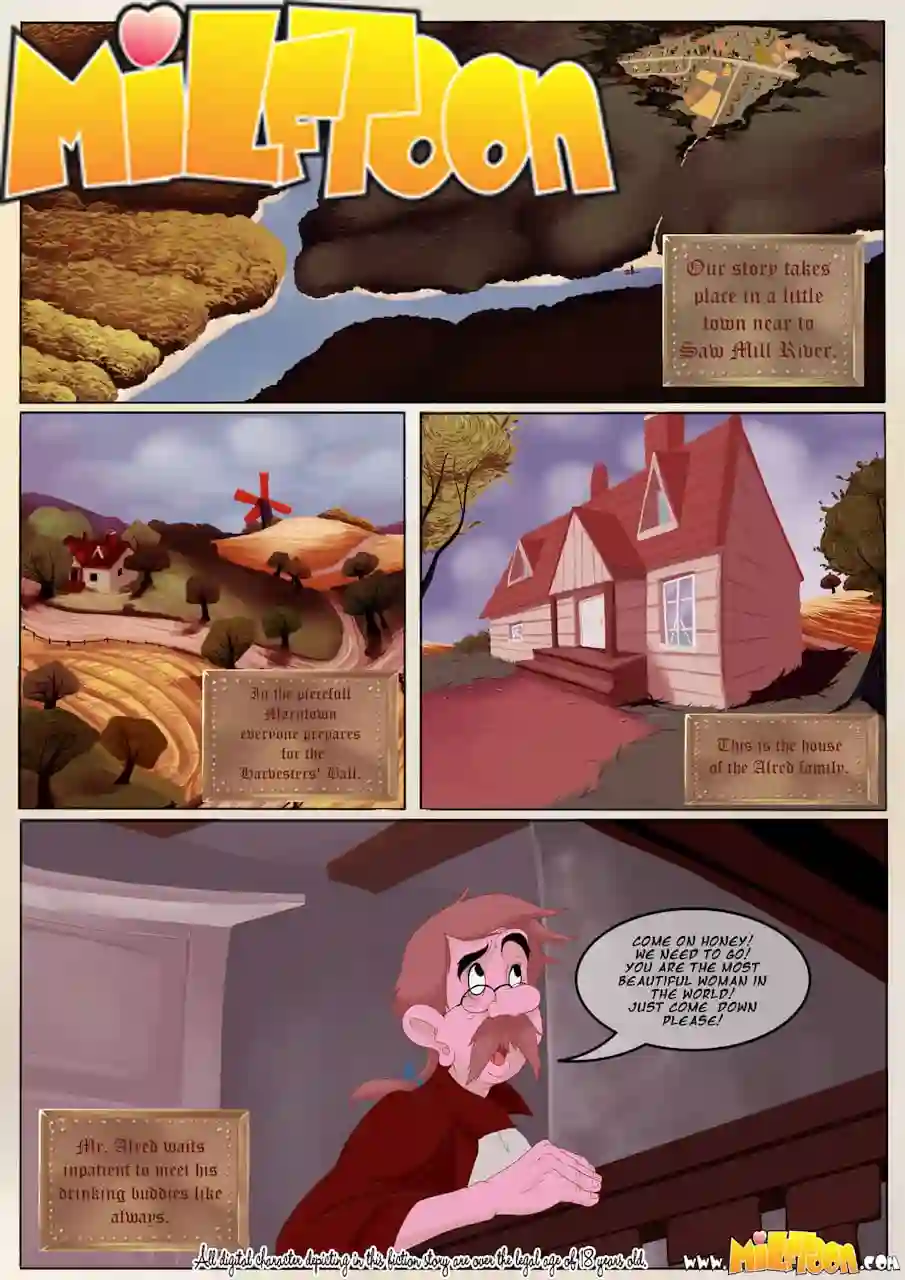 MilfToon
Our story takes
place in a little
town near to
Saw Mill River.
In the piecefull
Marytown
everyone prepares
for the
Harvesters' Ball.
This is the house
of the Alred family.
COME ON HONEY!
WE NEED TO GO!
YOU ARE THE MOST
BEAUTIFUL WOMAN IN
THE WORLD!
JUST COME DOWN
PLEASE!
Mr. Alred waits
inpatient to meet his
drinking buddies like
always.
All digital character depicting in this fiction story are over the legal age of 18 years old.
www.MilfToon.com